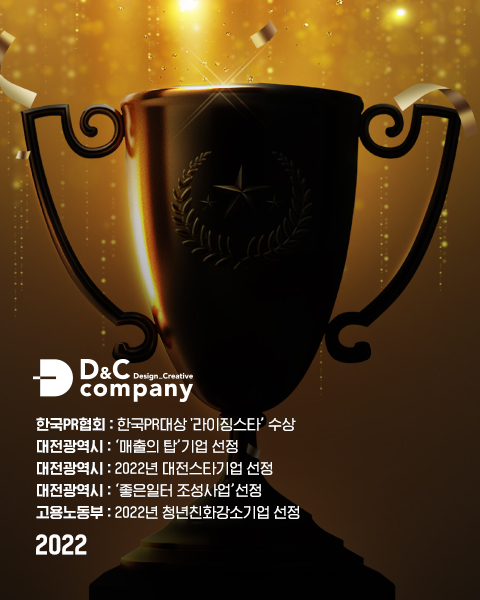 D&C
Design_Creative
company
한국PR협회 : 한국PR대상 '라이징스타' 수상
대전광역시 : '매출의 탑'기업 선정
대전광역시 : 2022년 대전스타기업 선정
대전광역시 : '좋은일터 조성사업'선정
고용노동부 : 2022년 청년친화강소기업 선정
2022